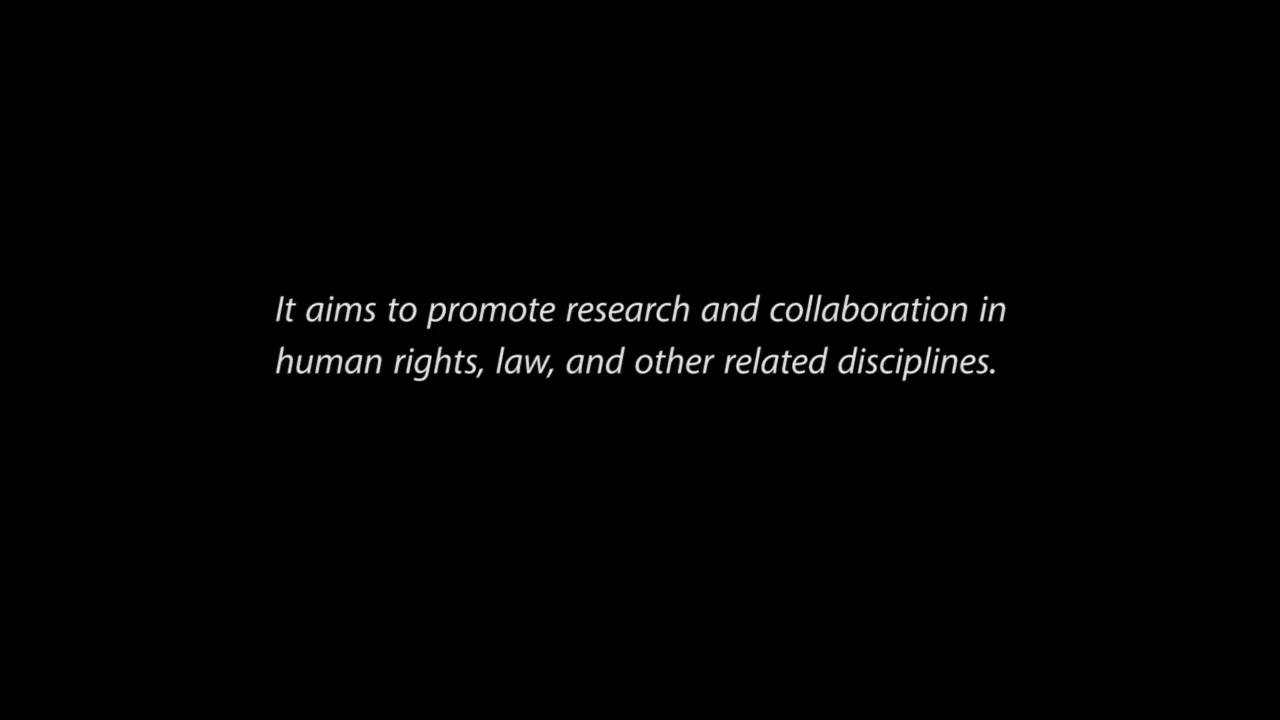 It aims to promote research and collaboration in
human rights, law, and other related disciplines.